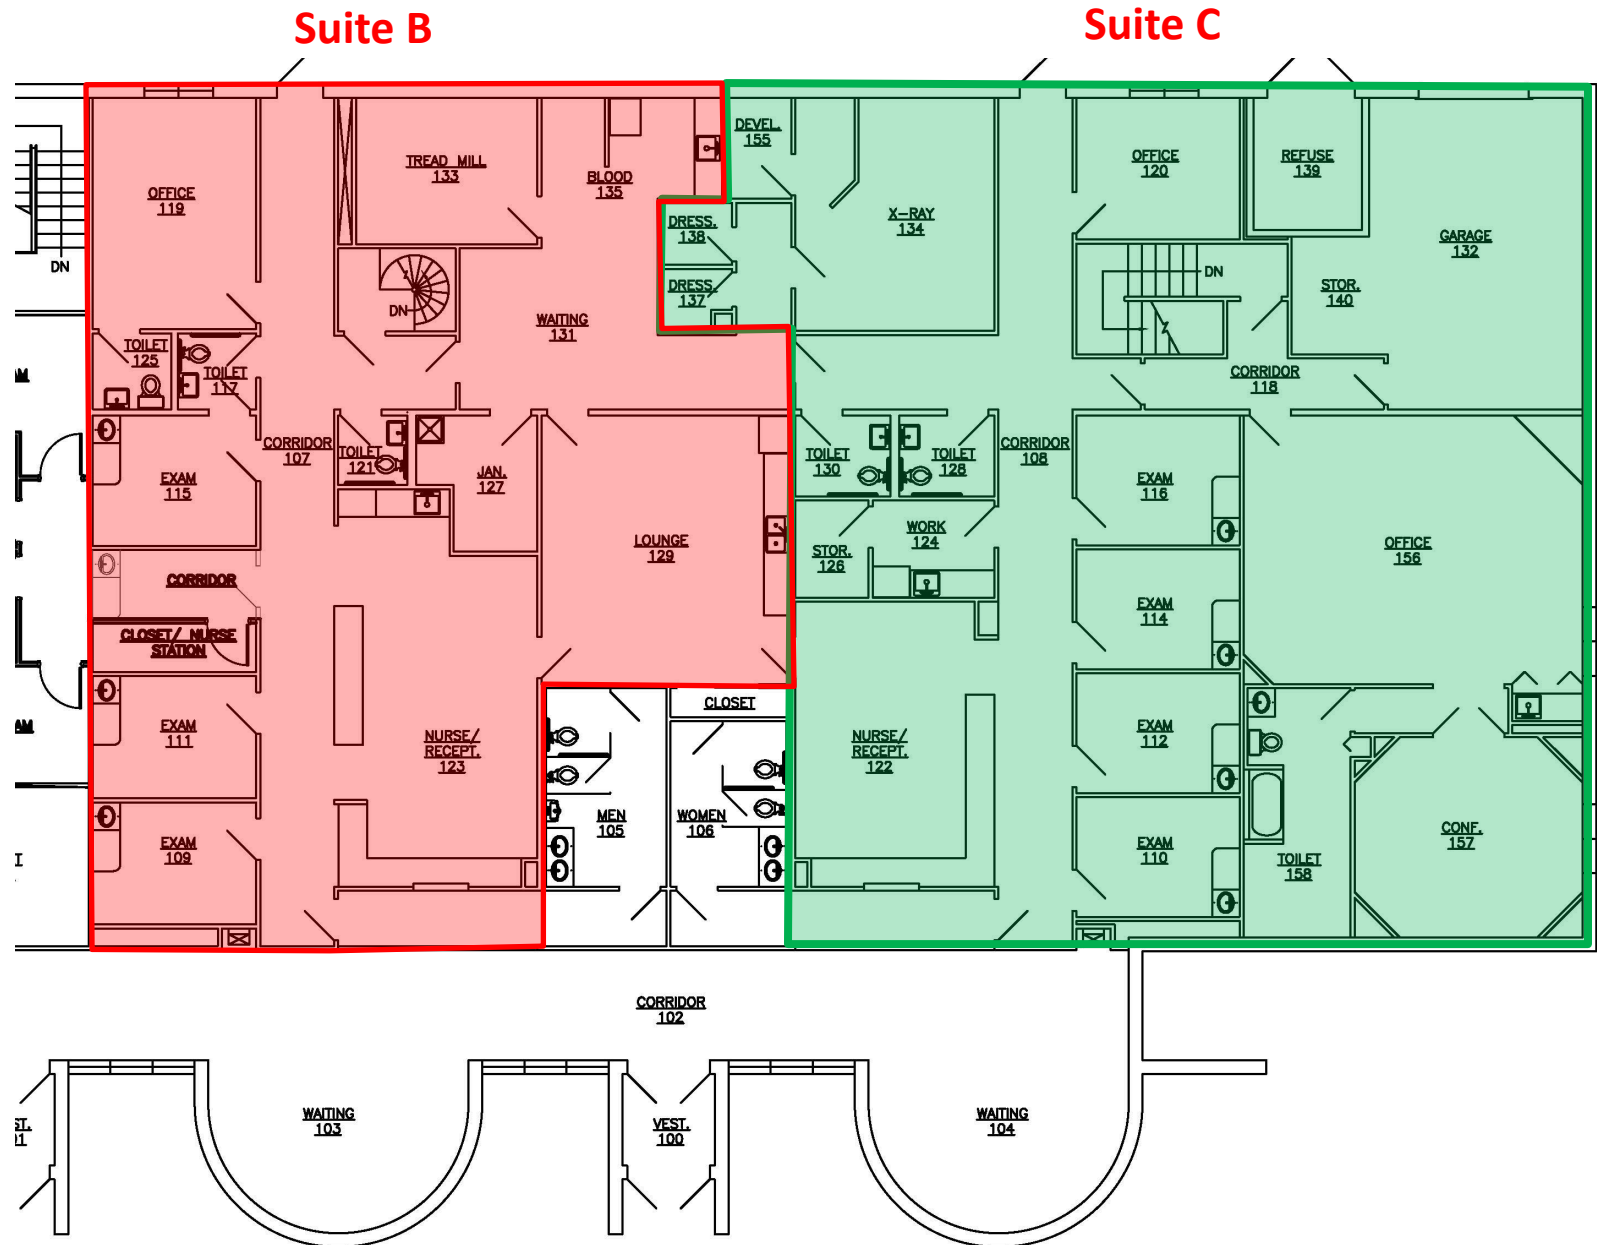 Suite B
Suite C
OFFICE
119
TREAD MILL
133
BLOOD
135
DEVEL.
155
OFFICE
120
REFUSE
139
X-RAY
134
DRESS.
138
DRESS.
137
GARAGE
132
STOR.
140
DN
DN
DN
WAITING
131
TOILET
125
TOILET
117
CORRIDOR
118
CORRIDOR
107
TOILET
121
JAN.
127
TOILET
130
TOILET
128
CORRIDOR
108
EXAM
115
EXAM
116
LOUNGE
129
WORK
124
STOR.
126
OFFICE
156
CORRIDOR
CLOSET/ NURSE
STATION
EXAM
114
EXAM
111
NURSE/
RECEPT.
123
CLOSET
NURSE/
RECEPT.
122
EXAM
112
MEN
105
WOMEN
106
EXAM
109
EXAM
110
TOILET
158
CONF.
157
CORRIDOR
102
WAITING
103
VEST.
100
WAITING
104